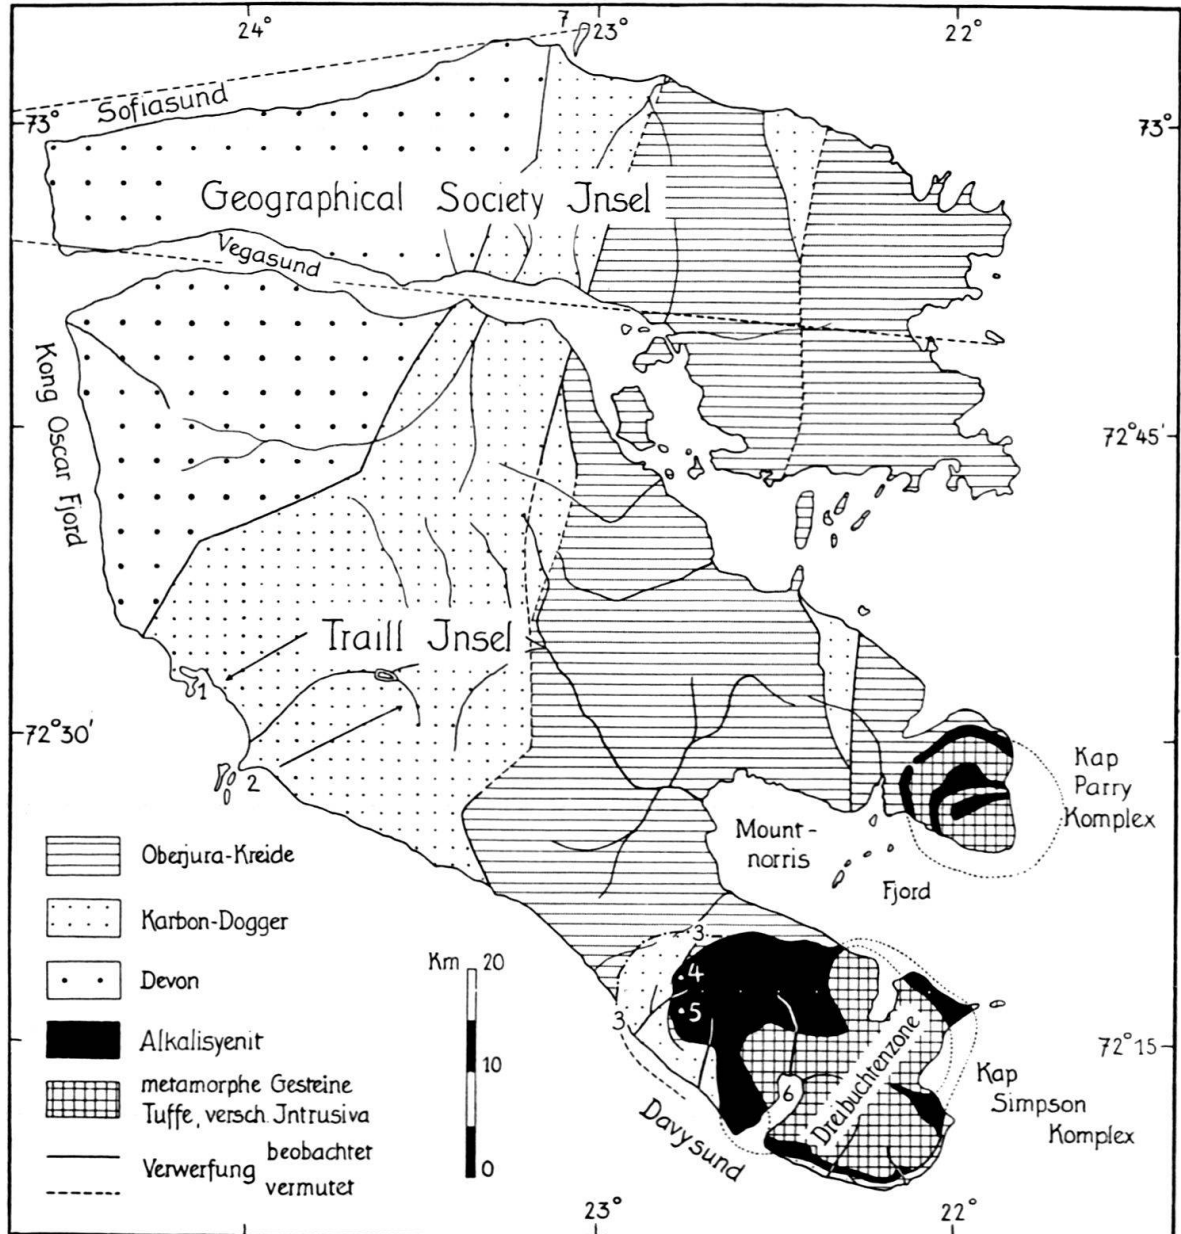 24°
7
23°
22°
Sofiasund
73°
73°
Geographical Society Jnsel
Vegasund
Kong Oscar Fjord
72°45'
Traill Jnsel
1
72°30'
2
Kap
Parry
Komplex
Mount-
norris
Fjord
Oberjura-Kreide
Karbon-Dogger
Devon
Alkalisyenit
metamorphe Gesteine
Tuffe, versch. Jntrusiva
Verwerfung beobachtet
vermutet
Km 20
10
0
3
4
5
3
6
Dreibuchtenzone
Davysund
72°15
Kap
Simpson
Komplex
23°
22°